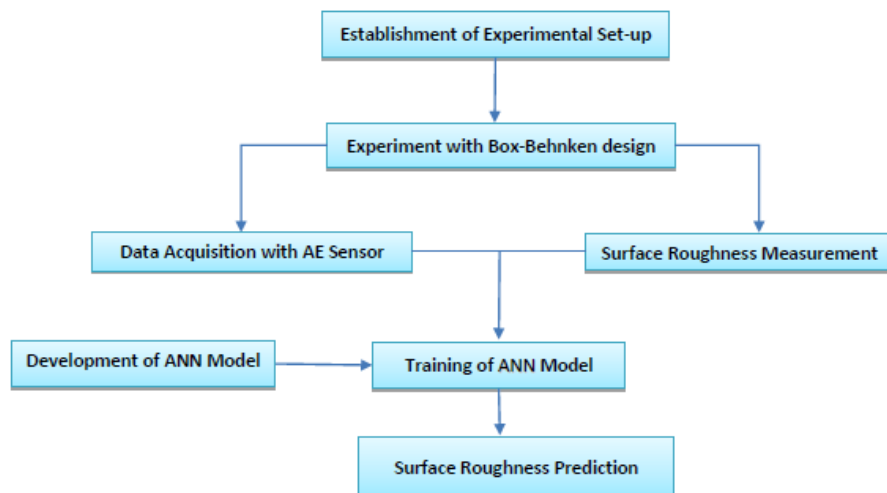 Establishment of Experimental Set-up
Experiment with Box-Behnken design
Data Acquisition with AE Sensor
Surface Roughness Measurement
Development of ANN Model
Training of ANN Model
Surface Roughness Prediction